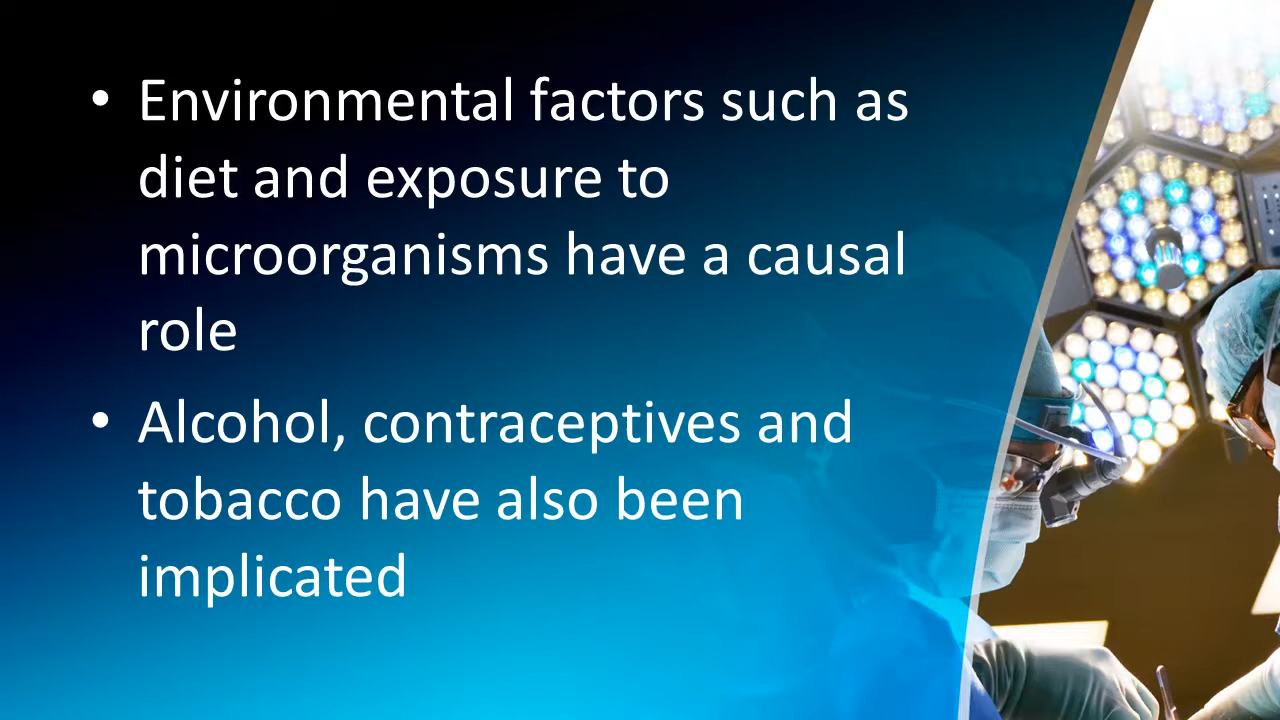 • Environmental factors such as
diet and exposure to
microorganisms have a causal
role
• Alcohol, contraceptives and
tobacco have also been
implicated